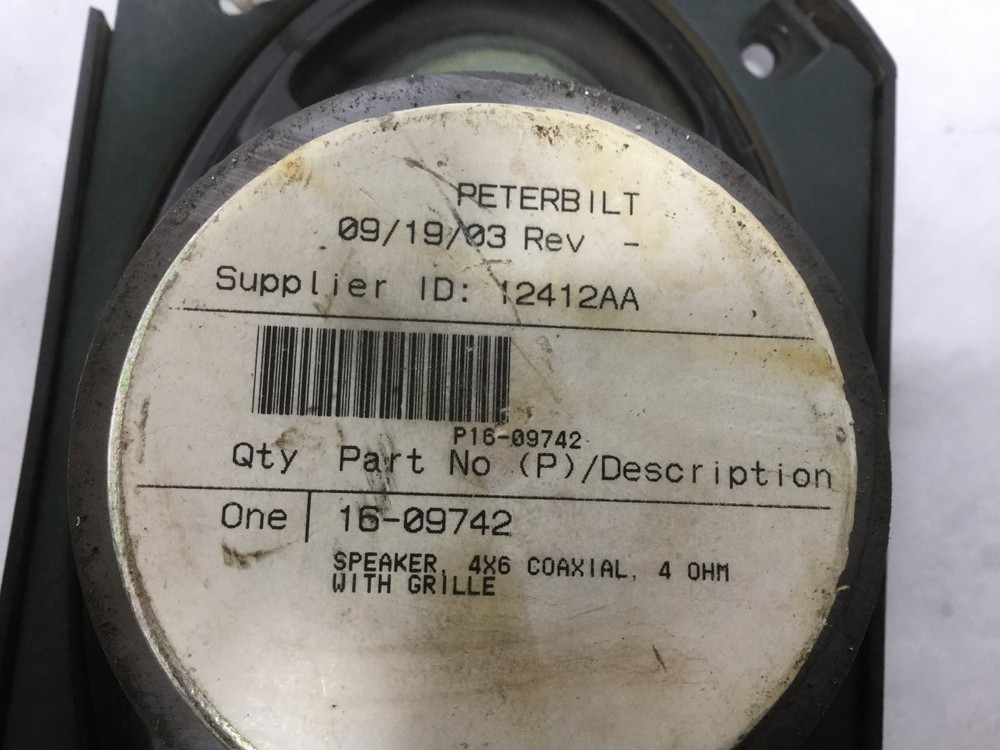 PETERBILT
09/19/03 Rev -
Supplier ID: 12412AA
P16-09742
Qty Part No (P)/Description
One 16-09742
SPEAKER, 4X6 COAXIAL, 4 OHM
WITH GRILLE